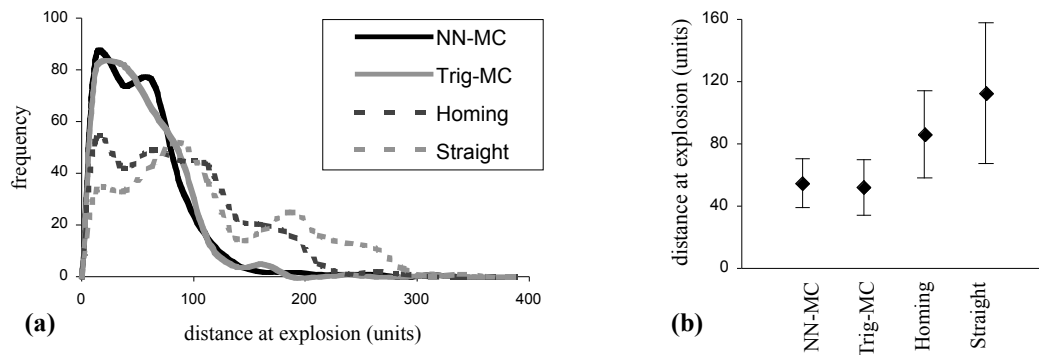 100
80
60
40
20
0
frequency
NN-MC
Trig-MC
Homing
Straight
0 100 200 300 400
distance at explosion (units)
(a)
160
120
80
40
0
distance at explosion (units)
NN-MC
Trig-MC
Homing
Straight
(b)